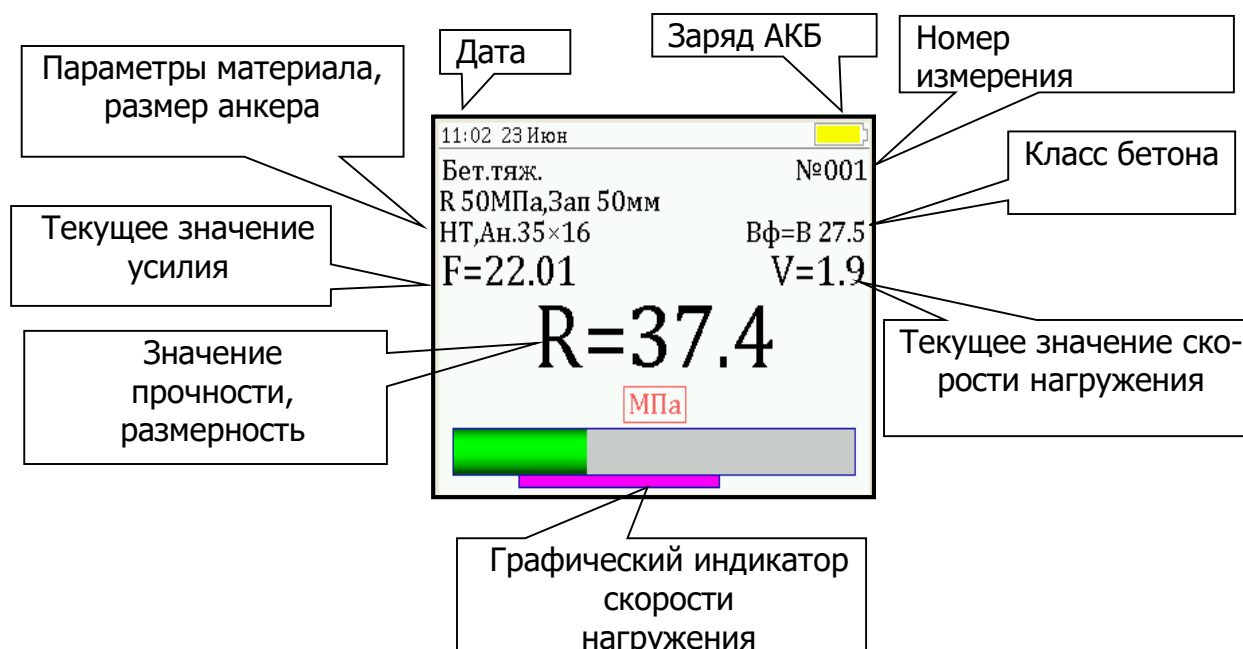 Дата
Заряд АКБ
Номер
измерения
Параметры материала,
размер анкера
11:02 23 Июн
Бет.тяж.
№001
Класс бетона
R 50МПа,Зап 50мм
Текущее значение
усилия
НТ,Ан.35×16
Вф=В 27.5
F=22.01
V=1.9
R=37.4
Значение
прочности,
размерность
Текущее значение ско-
рости нагружения
МПа
Графический индикатор
скорости
нагружения